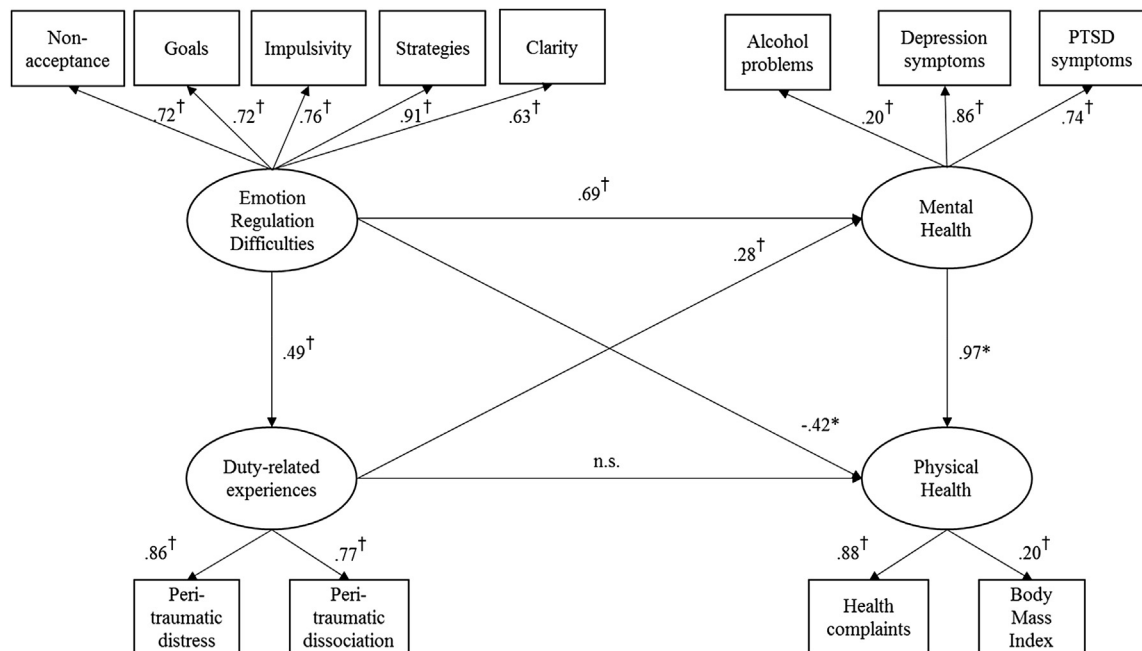 Non-
acceptance
Goals
Impulsivity
Strategies
Clarity
Alcohol
problems
Depression
symptoms
PTSD
symptoms
.72†
.72†
.76†
.91†
.63†
.20†
.86†
.74†
Emotion
Regulation
Difficulties
.69†
Mental
Health
.28†
.49†
.97*
-.42*
Duty-related
experiences
n.s.
Physical
Health
.86†
.77†
.88†
.20†
Peri-
traumatic
distress
Peri-
traumatic
dissociation
Health
complaints
Body
Mass
Index